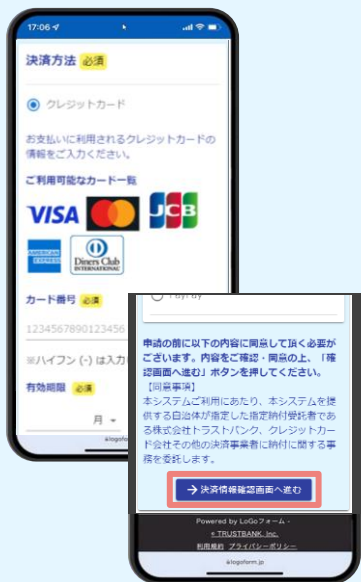 17:06
決済方法 必須
クレジットカード
お支払いに利用されるクレジットカードの
情報をご入力ください。
ご利用可能なカード一覧
VISA
JCB
AMERICAN
EXPRESS
Diners Club
INTERNATIONAL
カード番号 必須
1234567890123456
※ハイフン (-) は入力
有効期限 必須
月
PayPay
申請の前に以下の内容に同意して頂く必要が
ございます。内容をご確認・同意の上、「確
認画面へ進む」ボタンを押してください。
【同意事項】
本システムご利用にあたり、本システムを提
供する自治体が指定した指定納付受託者であ
る株式会社トラストバンク、クレジットカー
ド会社その他の決済事業者に納付に関する事
務を委託します。
→ 決済情報確認画面へ進む
Powered by LoGoフォーム -
TRUSTBANK, Inc.
利用規約 プライバシーポリシー
logoform.jp